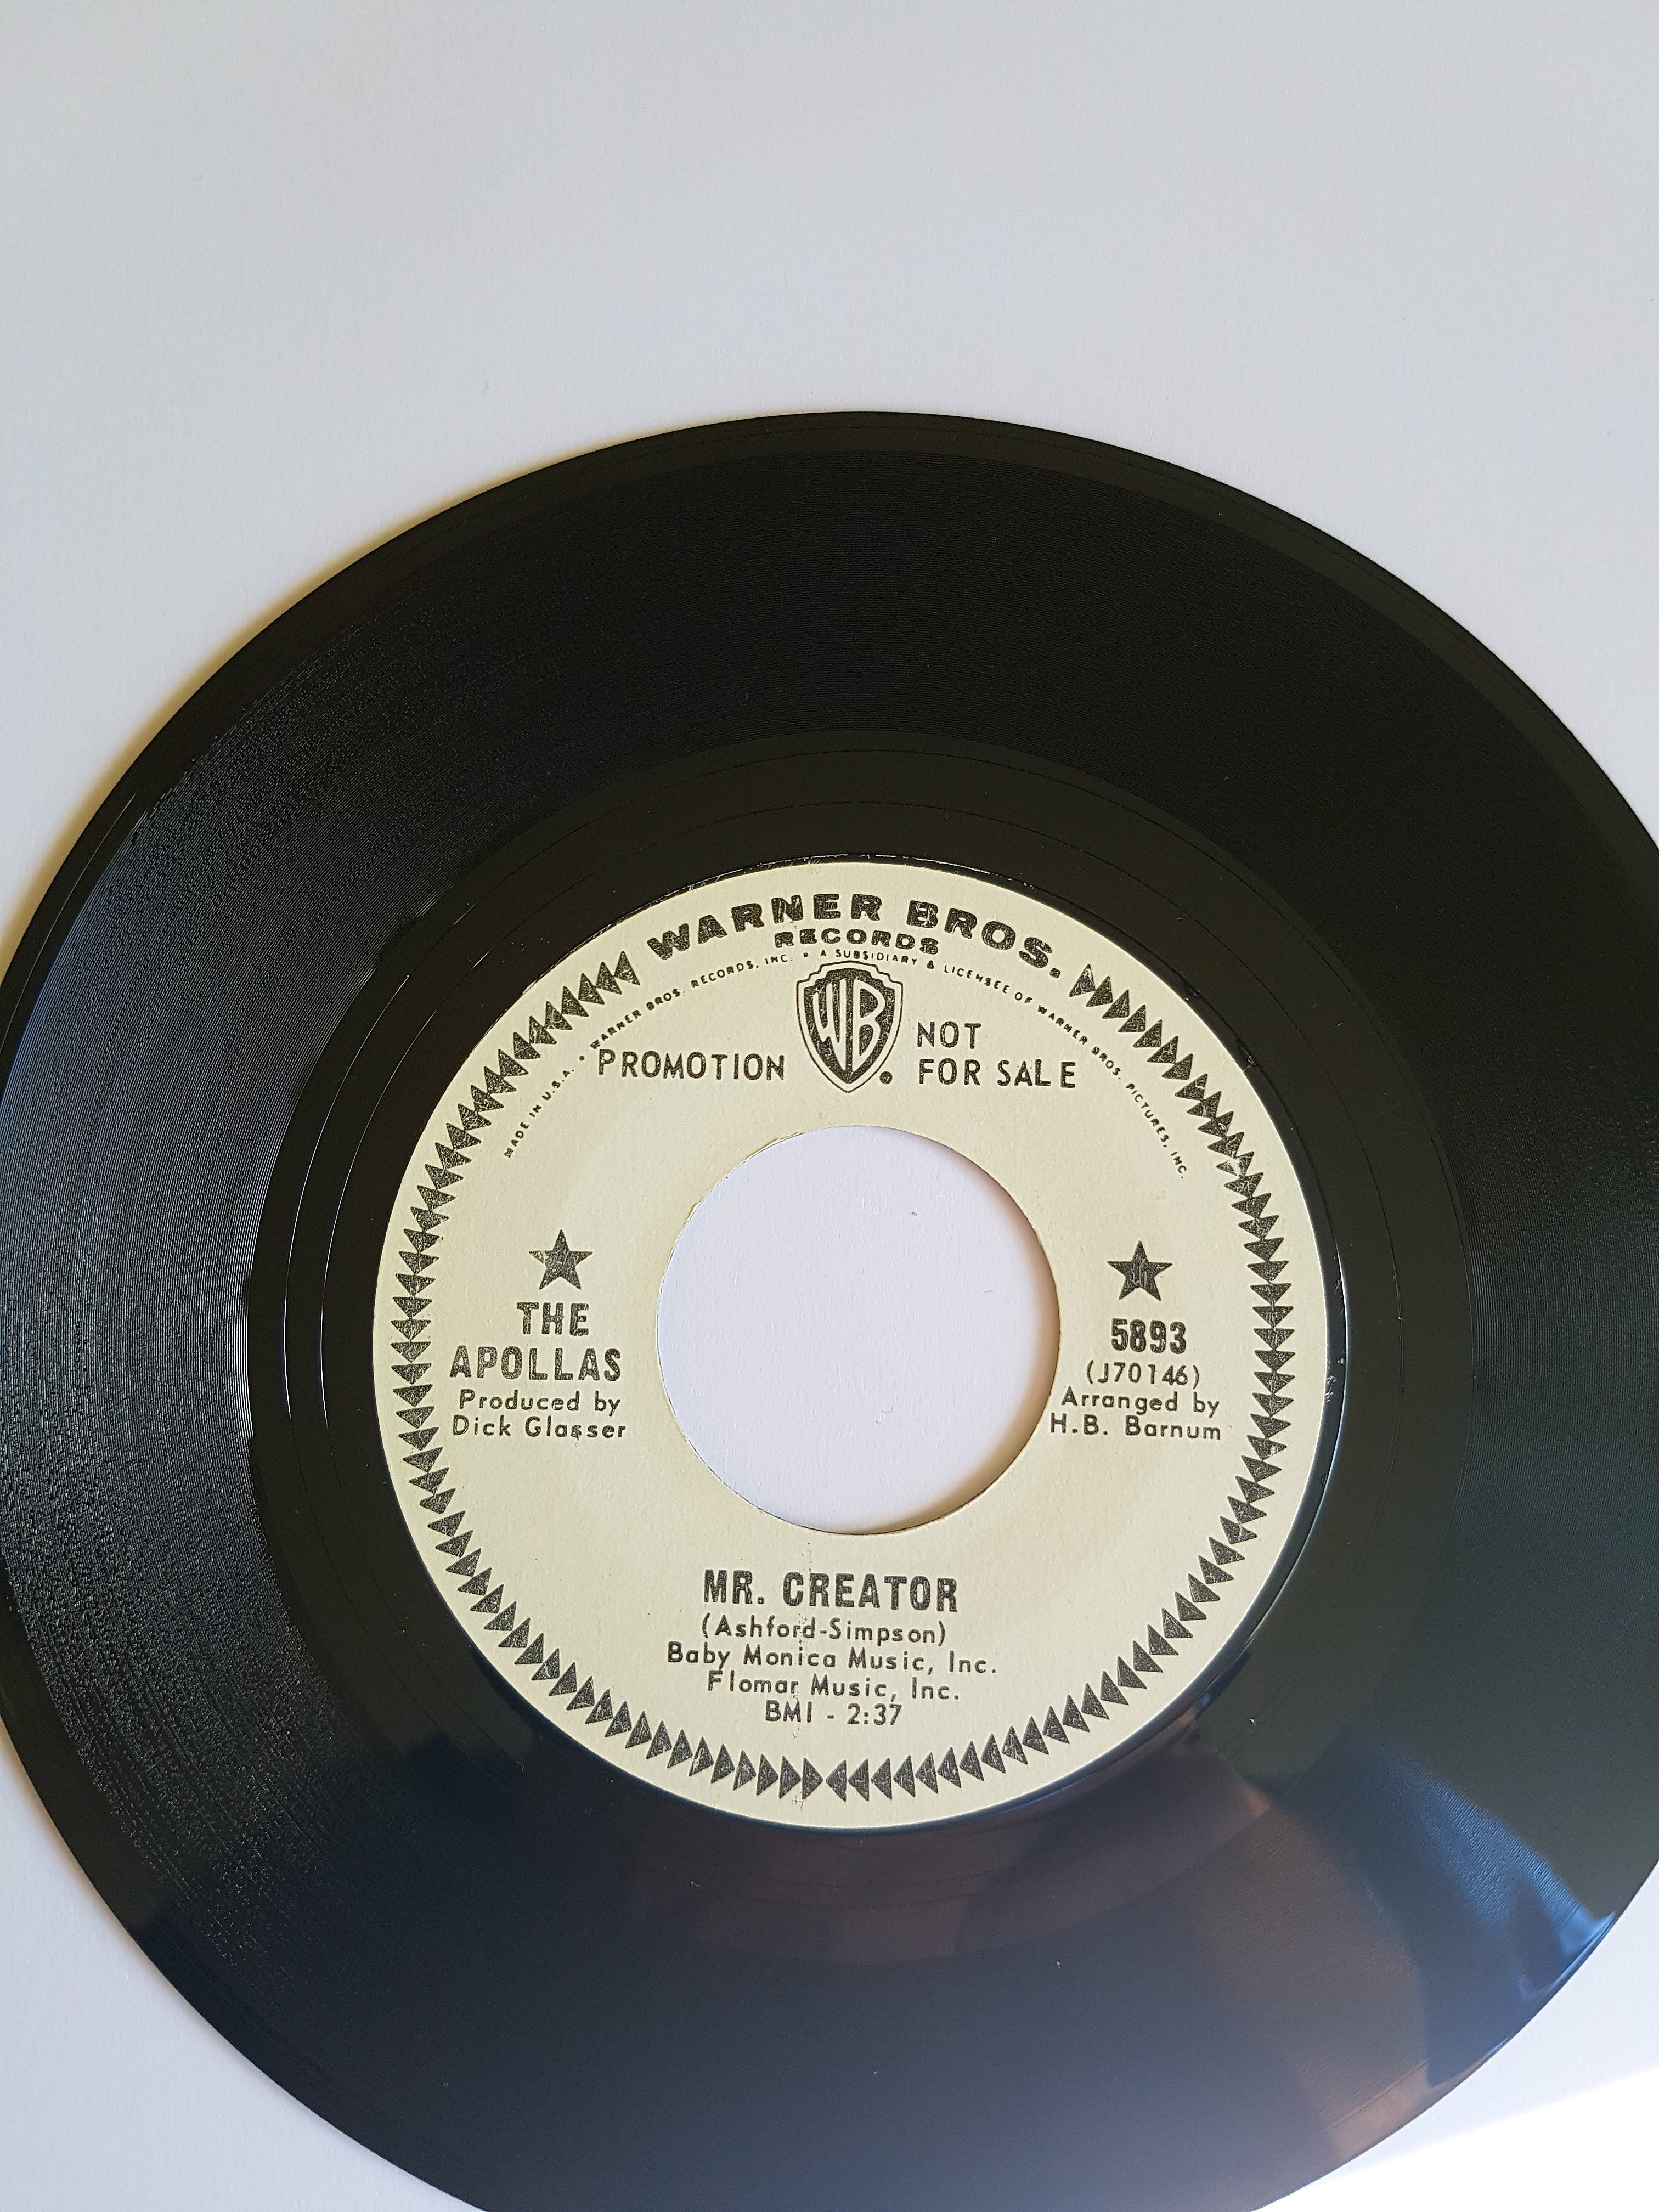 WARNER BROS.
RECORDS
MADE IN U.S.A. • WARNER BROS. RECORDS, INC. • A SUBSIDIARY & LICENSEE OF WARNER BROS. PICTURES, INC.
WB
PROMOTION
NOT
FOR SALE
THE
APOLLAS
Produced by
Dick Glasser
5893
(J70146)
Arranged by
H.B. Barnum
MR. CREATOR
(Ashford-Simpson)
Baby Monica Music, Inc.
Flomar Music, Inc.
BMI - 2:37